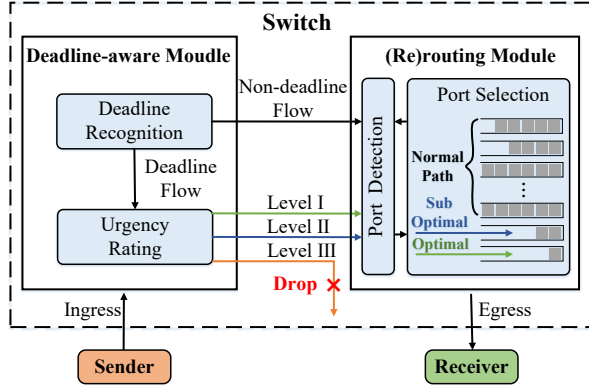 Switch
Deadline-aware Moudle
Deadline
Recognition
Deadline
Flow
Urgency
Rating
Non-deadline
Flow
Level I
Level II
Level III
Drop
(Re)routing Module
Port Detection
Port Selection
Normal
Path
Sub
Optimal
Optimal
Ingress
Egress
Sender
Receiver